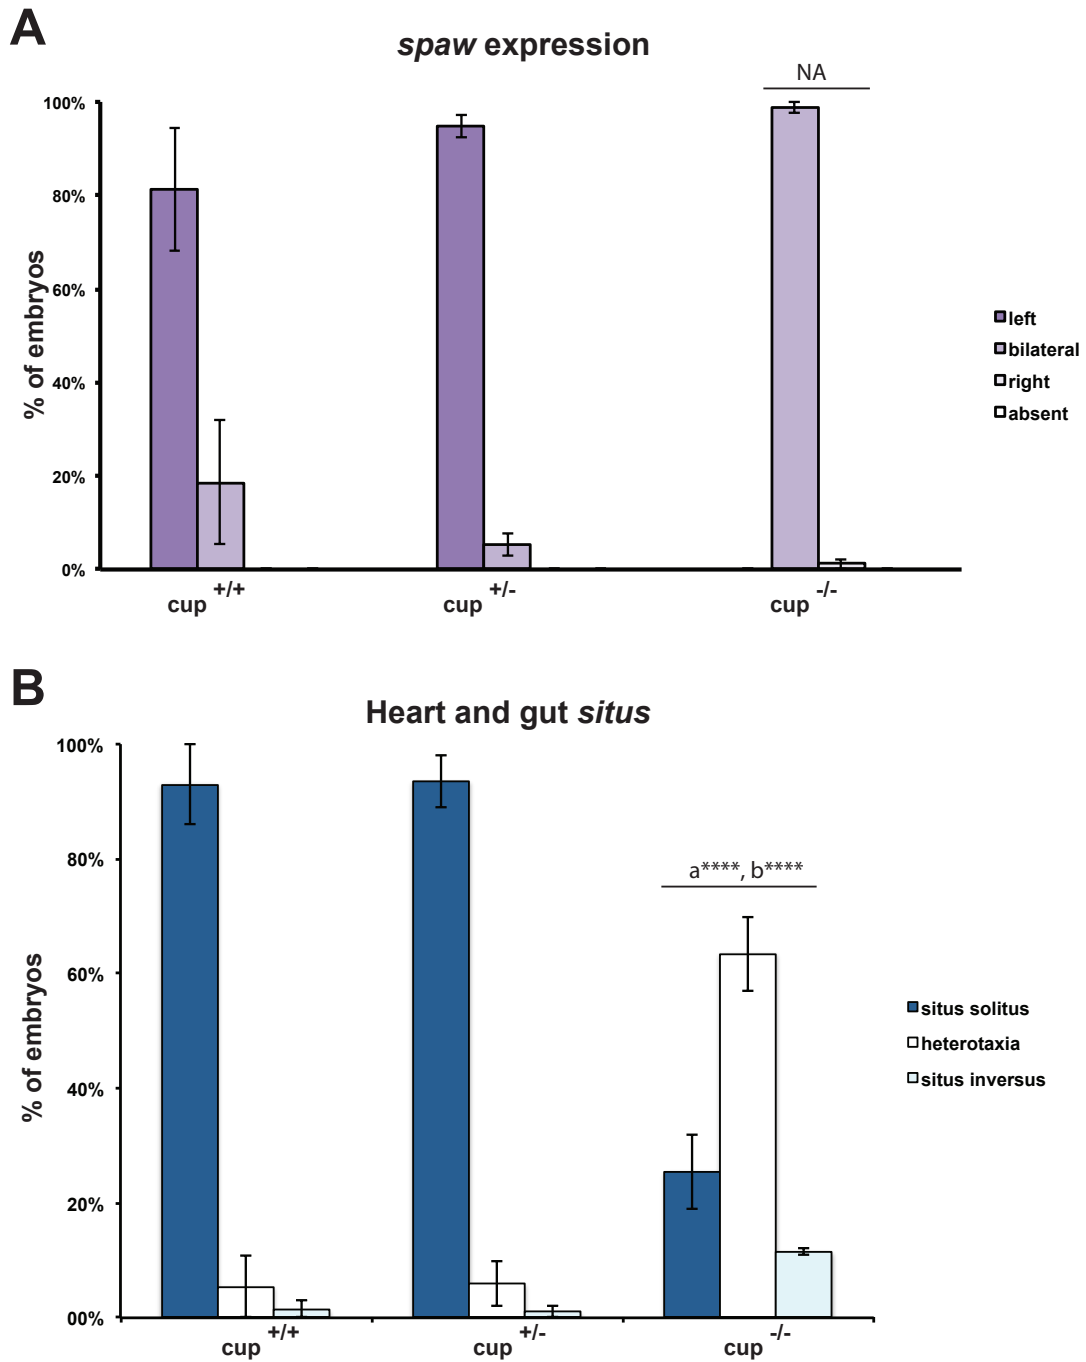 A
spaw expression
NA
100%
80%
60%
40%
20%
0%
% of embryos
left
bilateral
right
absent
cup +/+
cup +/-
cup -/-
B
Heart and gut situs
100%
80%
60%
40%
20%
00%
% of embryos
a****, b****
situs solitus
heterotaxia
situs inversus
cup +/+
cup +/-
cup -/-